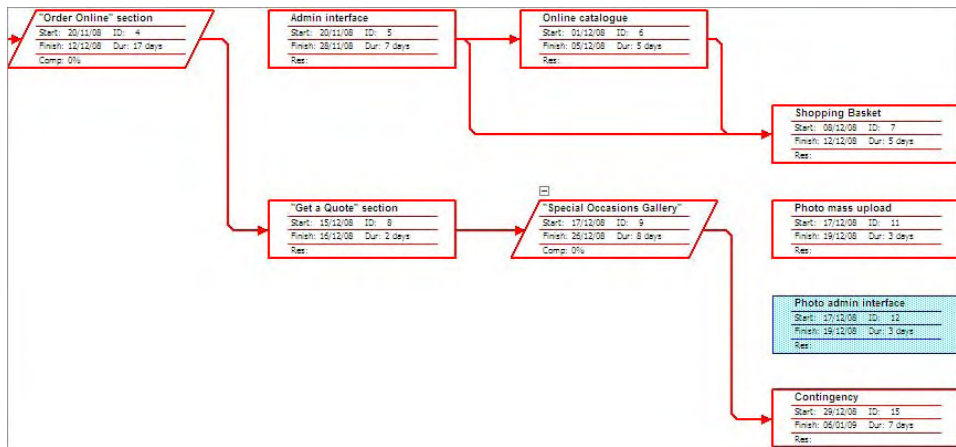 "Order Online" section
Start: 20/11/08 ID: 4
Finish: 12/12/08 Dur: 17 days
Comp: 0%
Admin interface
Start: 20/11/08 ID: 5
Finish: 28/11/08 Dur: 7 days
Res:
Online catalogue
Start: 01/12/08 ID: 6
Finish: 05/12/08 Dur: 5 days
Res:
Shopping Basket
Start: 08/12/08 ID: 7
Finish: 12/12/08 Dur: 5 days
Res:
"Get a Quote" section
Start: 15/12/08 ID: 8
Finish: 16/12/08 Dur: 2 days
Res:
"Special Occasions Gallery"
Start: 17/12/08 ID: 9
Finish: 26/12/08 Dur: 8 days
Comp: 0%
Photo mass upload
Start: 17/12/08 ID: 11
Finish: 19/12/08 Dur: 3 days
Res:
Photo admin interface
Start: 17/12/08 ID: 12
Finish: 19/12/08 Dur: 3 days
Res:
Contingency
Start: 29/12/08 ID: 15
Finish: 06/01/09 Dur: 7 days
Res: